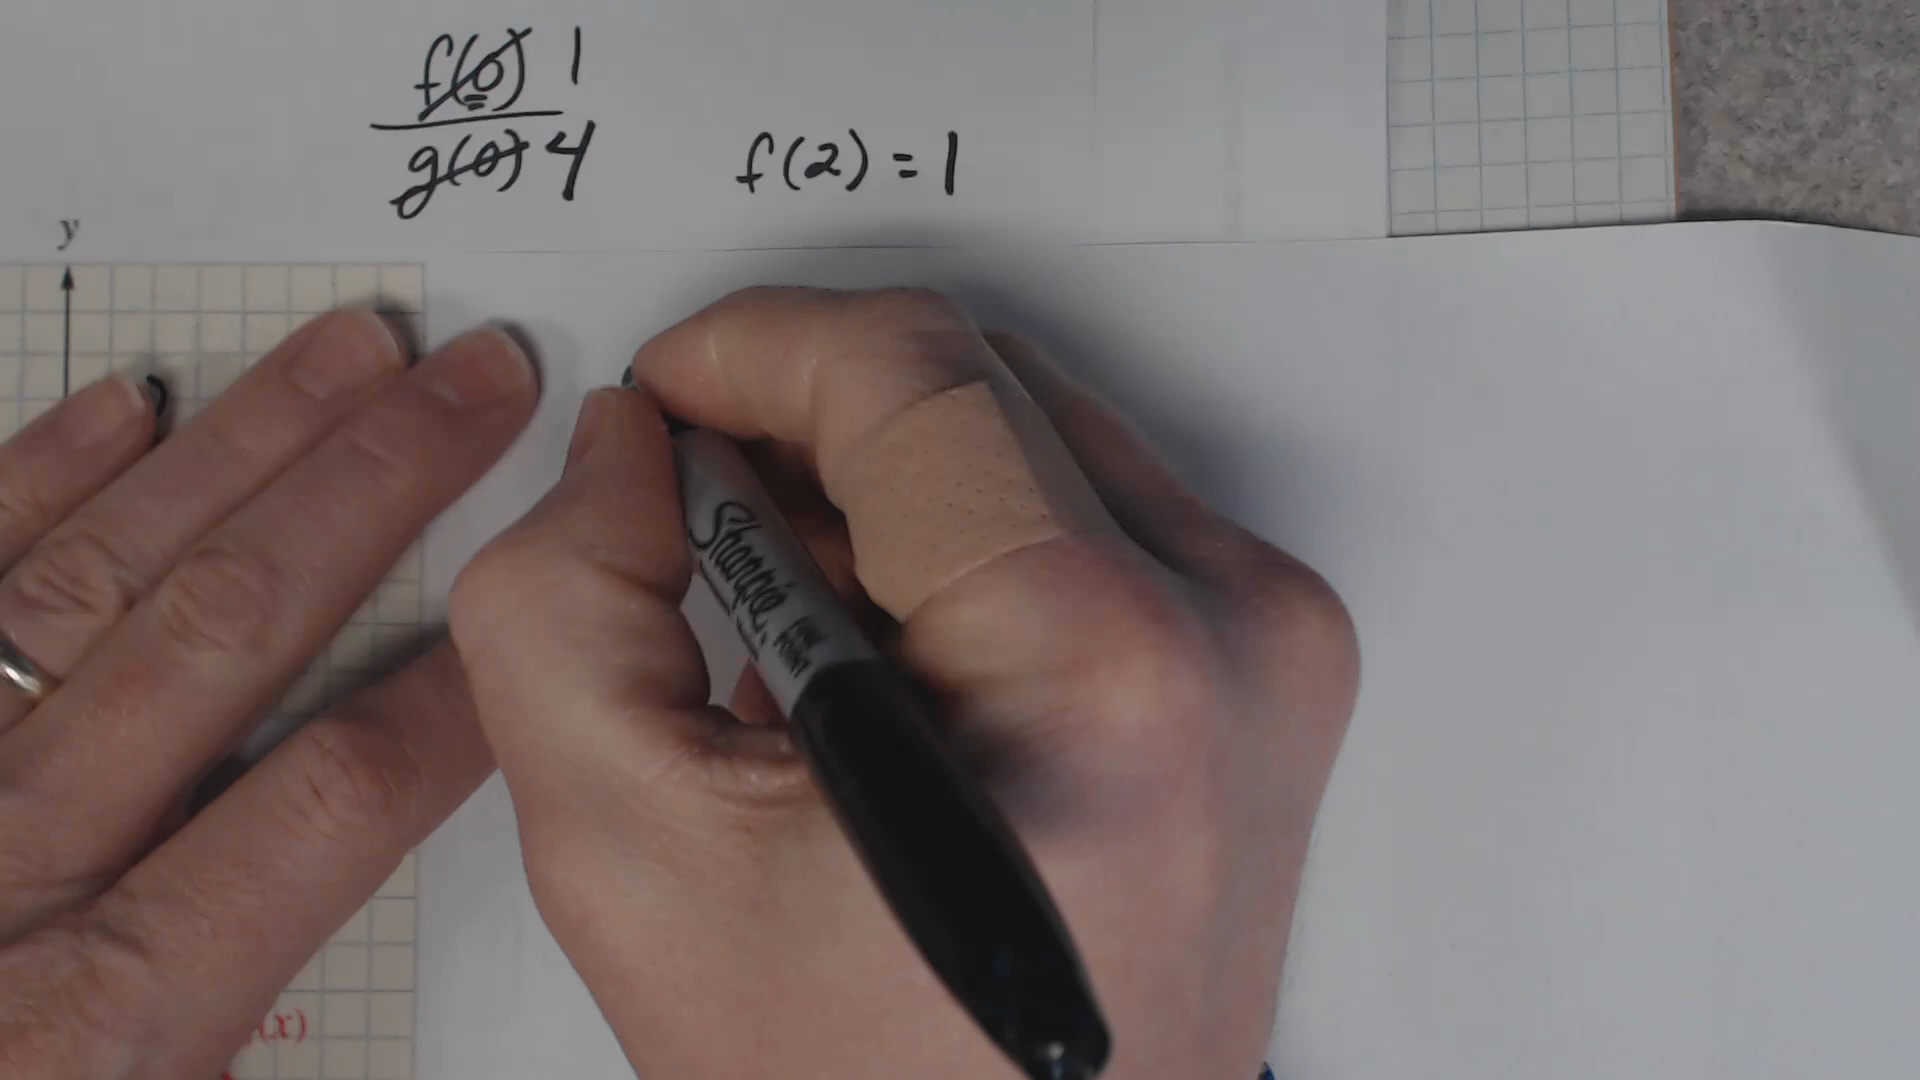 f(0) 1
g(0) 4
f(2) = 1
y
Sharpie.
(x)